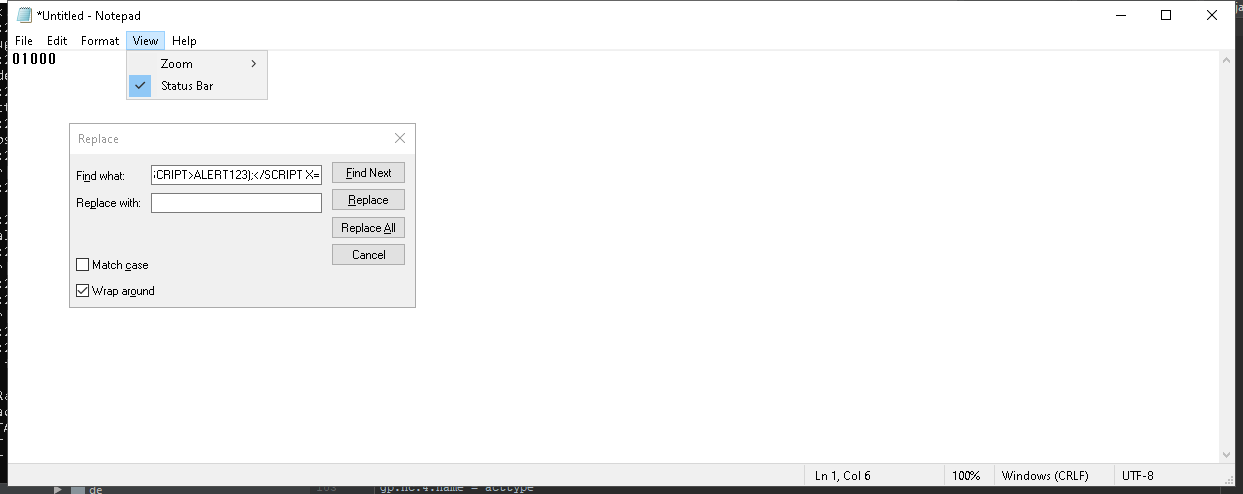 *Untitled - Notepad
File Edit Format View Help
01000
Zoom
Status Bar
Replace
Find what: CRIPT>ALERT123);</SCRIPT X= Find Next
Replace with: Replace
Replace All
Cancel
Match case
Wrap around
Ln 1, Col 6 100% Windows (CRLF) UTF-8
de gp.nc.4.name = acctype